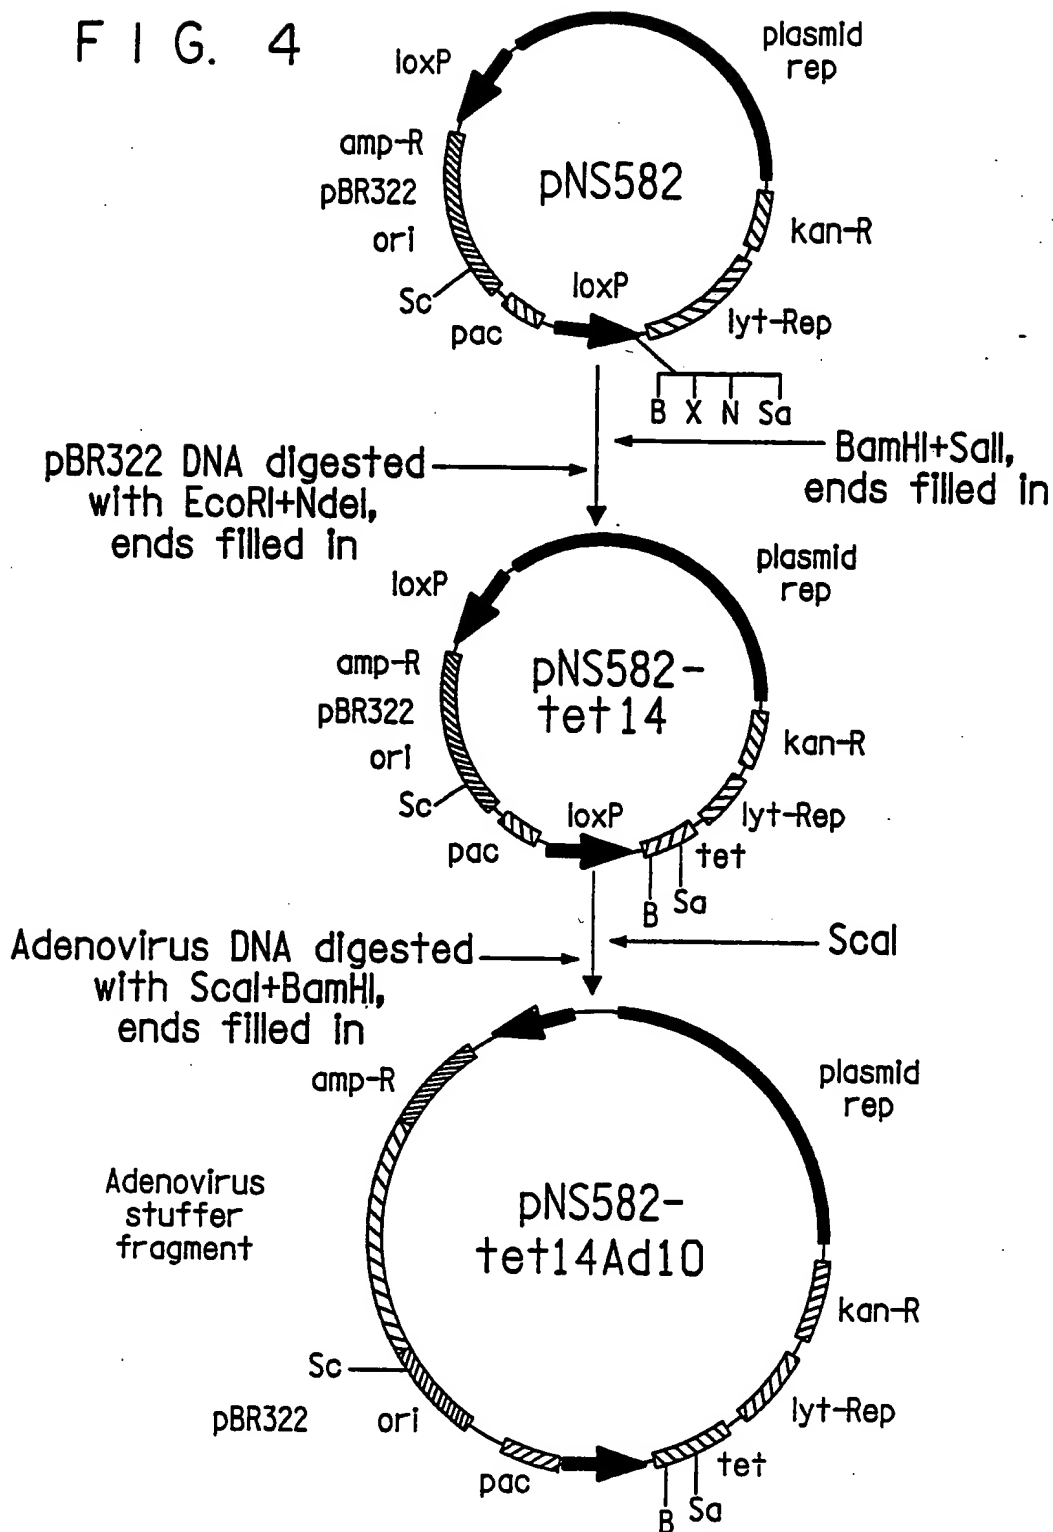 FIG. 4
loxP
plasmid
rep
amp-R
pBR322
ori
pNS582
kan-R
Sc
loxP
pac
lyt-Rep
B X N Sa
pBR322 DNA digested
with EcoRI+NdeI,
ends filled in
BamHI+SalI,
ends filled in
loxP
plasmid
rep
amp-R
pBR322
ori
pNS582-
tet14
kan-R
Sc
loxP
lyt-Rep
pac
tet
B
Sa
Adenovirus DNA digested
with ScaI+BamHI,
ends filled in
ScaI
amp-R
plasmid
rep
Adenovirus
stuffer
fragment
pNS582-
tet14Ad10
kan-R
Sc
pBR322
ori
lyt-Rep
pac
tet
B
Sa